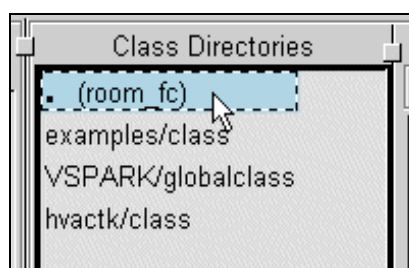 Class Directories
. (room_fc)
examples/class
VSPARK/globalclass
hvactk/class